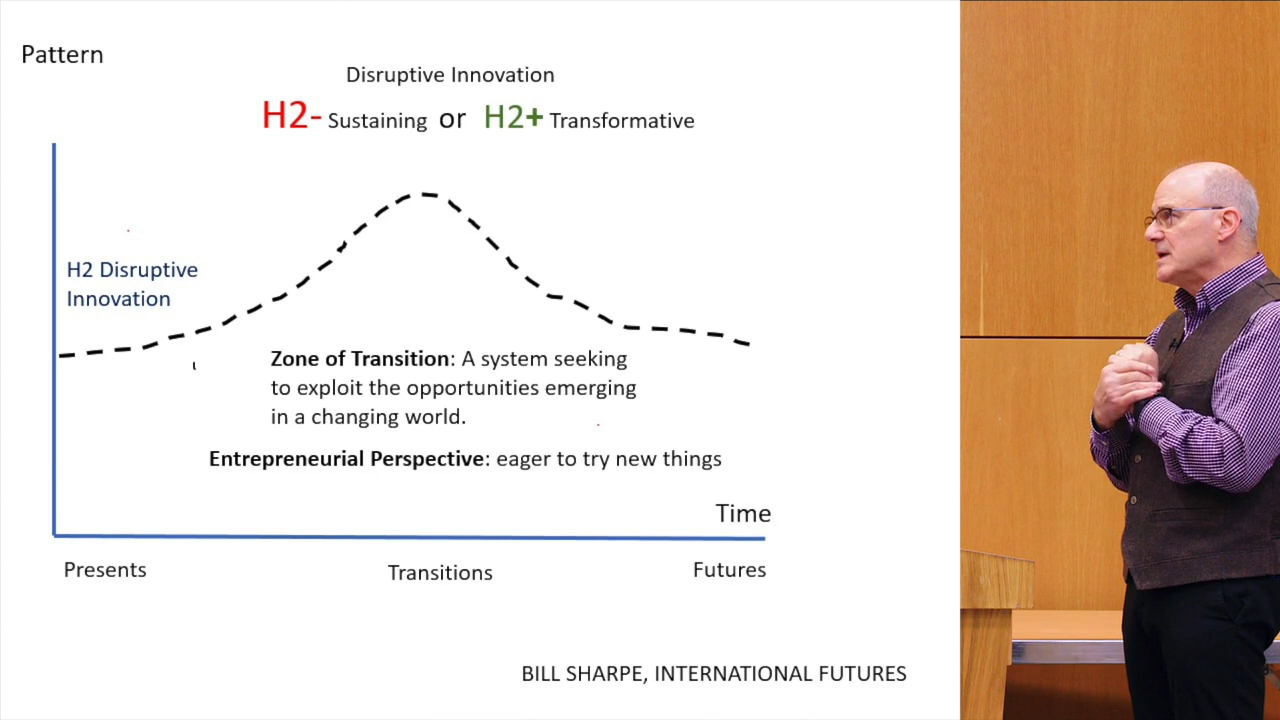 Pattern
Disruptive Innovation
H2- Sustaining or H2+ Transformative
H2 Disruptive
Innovation
Zone of Transition: A system seeking
to exploit the opportunities emerging
in a changing world.
Entrepreneurial Perspective: eager to try new things
Time
Presents Transitions Futures
BILL SHARPE, INTERNATIONAL FUTURES